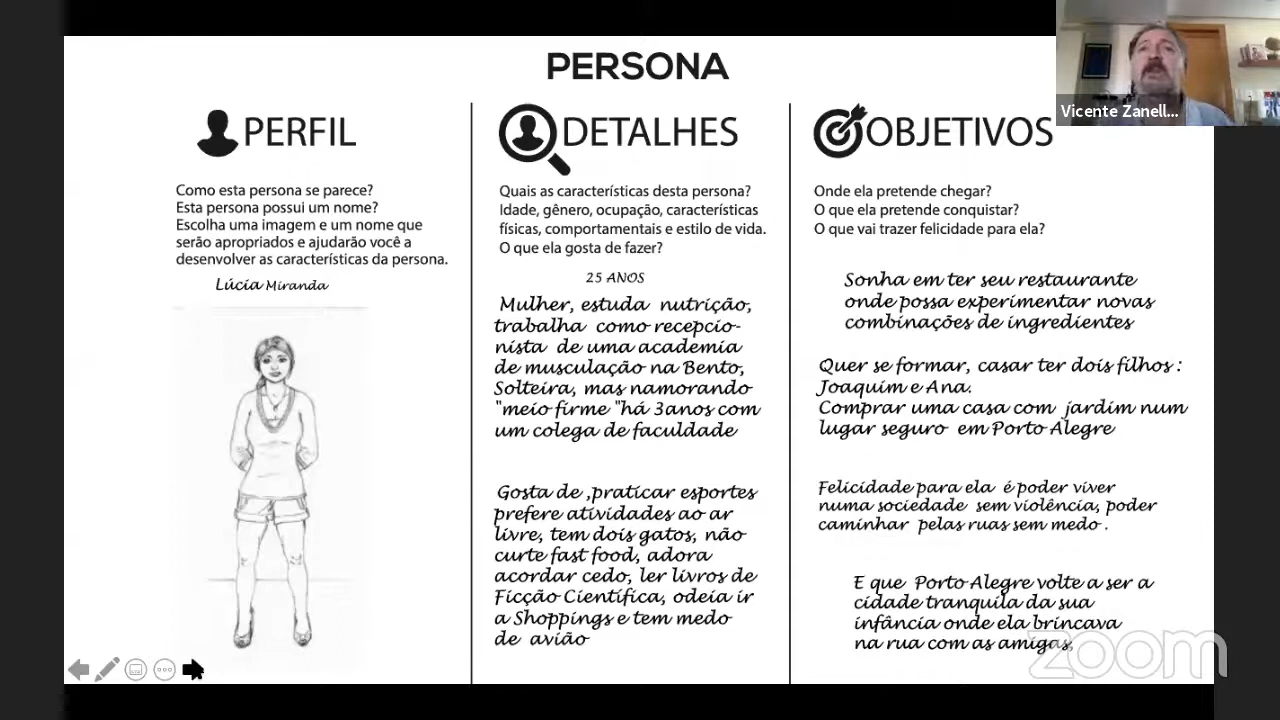 PERSONA
Vicente Zanell...
PERFIL
Como esta persona se parece?
Esta persona possui um nome?
Escolha uma imagem e um nome que
serão apropriados e ajudarão você a
desenvolver as características da persona.
Lúcia Miranda
DETALHES
Quais as características desta persona?
Idade, gênero, ocupação, características
físicas, comportamentais e estilo de vida.
O que ela gosta de fazer?
25 ANOS
Mulher, estuda nutrição,
trabalha como recepcio-
nista de uma academia
de musculação na Bento,
Solteira, mas namorando
"meio firme "há 3anos com
um colega de faculdade
Gosta de ,praticar esportes
prefere atividades ao ar
livre, tem dois gatos, não
curte fast food, adora
acordar cedo, ler livros de
Ficção Científica, odeia ir
a Shoppings e tem medo
de avião
OBJETIVOS
Onde ela pretende chegar?
O que ela pretende conquistar?
O que vai trazer felicidade para ela?
Sonha em ter seu restaurante
onde possa experimentar novas
combinações de ingredientes
Quer se formar, casar ter dois filhos :
Joaquim e Ana.
Comprar uma casa com jardim num
lugar seguro em Porto Alegre
Felicidade para ela é poder viver
numa sociedade sem violência, poder
caminhar pelas ruas sem medo .
E que Porto Alegre volte a ser a
cidade tranquila da sua
infância onde ela brincava
na rua com as amigas,
zoom